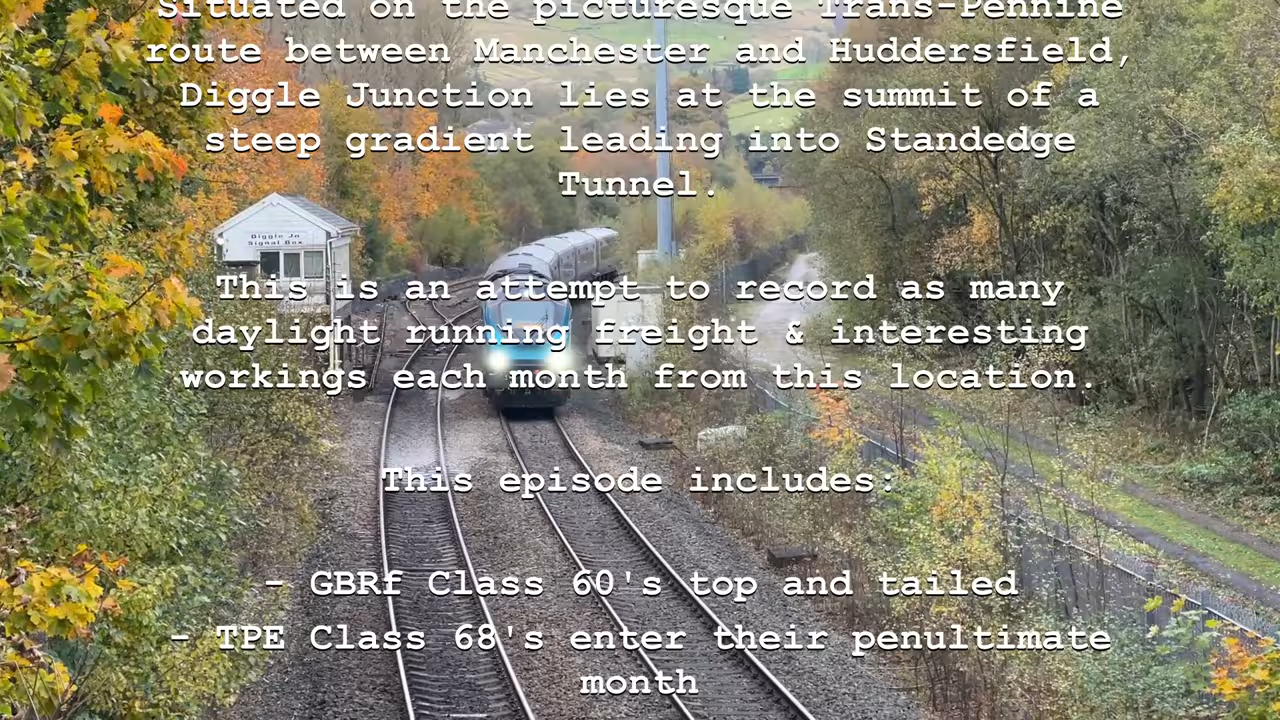 Situated on the picturesque Trans-Pennine
route between Manchester and Huddersfield,
Diggle Junction lies at the summit of a
steep gradient leading into Standedge
Tunnel.
Diggle Jn
Signal Box
This is an attempt to record as many
daylight running freight & interesting
workings each month from this location.
This episode includes:
- GBRf Class 60's top and tailed
- TPE Class 68's enter their penultimate
month